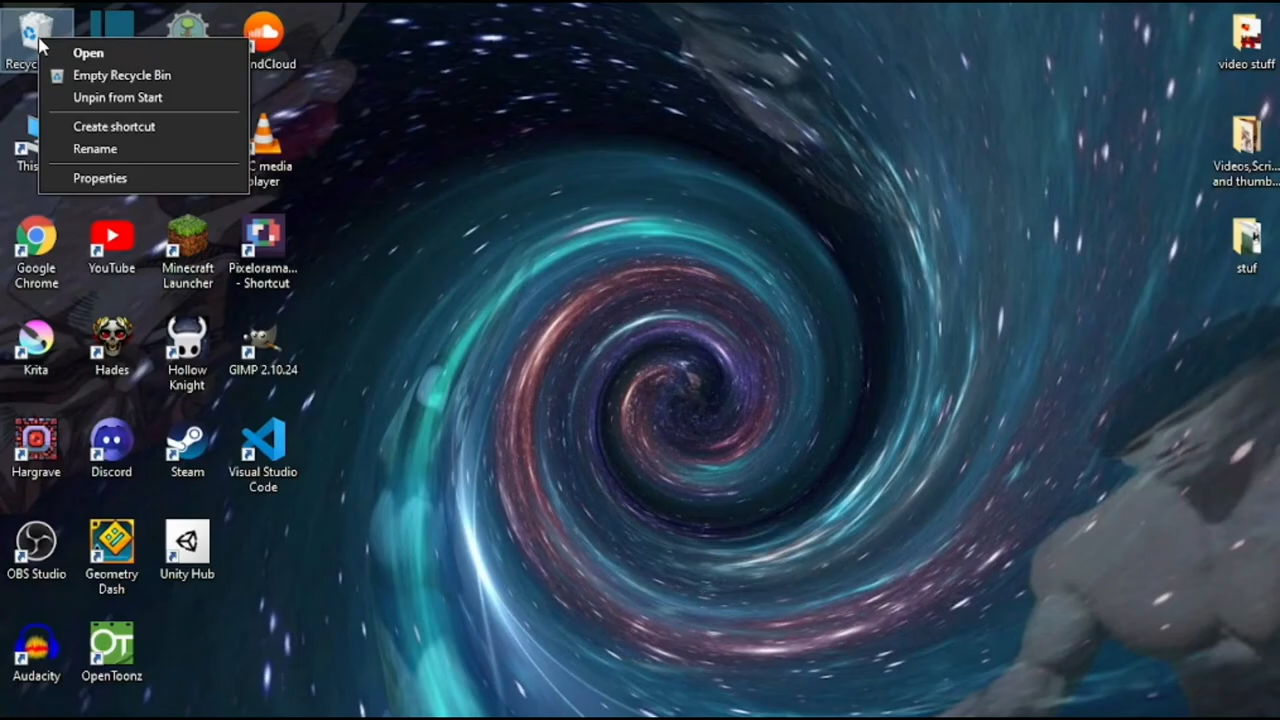 Recyc
Open
Empty Recycle Bin
Unpin from Start
Create shortcut
Rename
Properties
ndCloud
This
C media
player
Google
Chrome
YouTube
Minecraft
Launcher
Pixelorama...
- Shortcut
Krita
Hades
Hollow
Knight
GIMP 2.10.24
Hargrave
Discord
Steam
Visual Studio
Code
OBS Studio
Geometry
Dash
Unity Hub
Audacity
OpenToonz
video stuff
Videos,Scri...
and thumb...
stuf